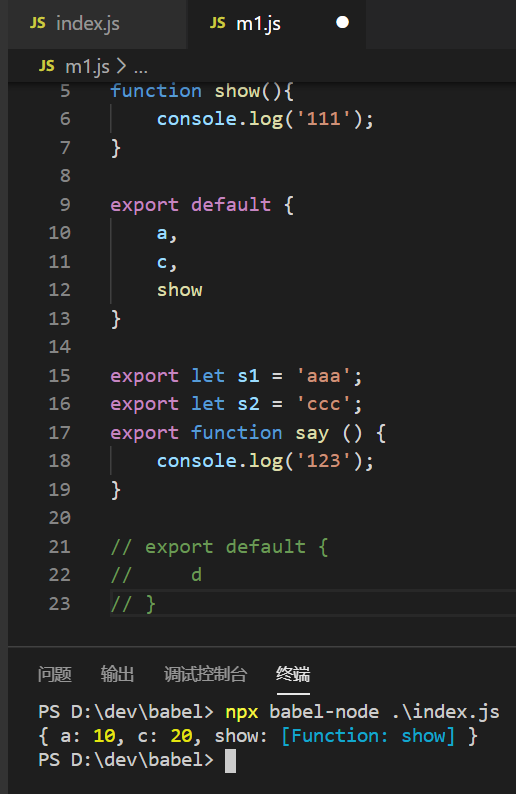 JS index.js JS m1.js
JS m1.js > ...
5 function show(){
6     console.log('111');
7 }
8
9 export default {
10     a,
11     c,
12     show
13 }
14
15 export let s1 = 'aaa';
16 export let s2 = 'ccc';
17 export function say () {
18     console.log('123');
19 }
20
21 // export default {
22 //     d
23 // }
问题 输出 调试控制台 终端
PS D:\dev\babel> npx babel-node .\index.js
{ a: 10, c: 20, show: [Function: show] }
PS D:\dev\babel>